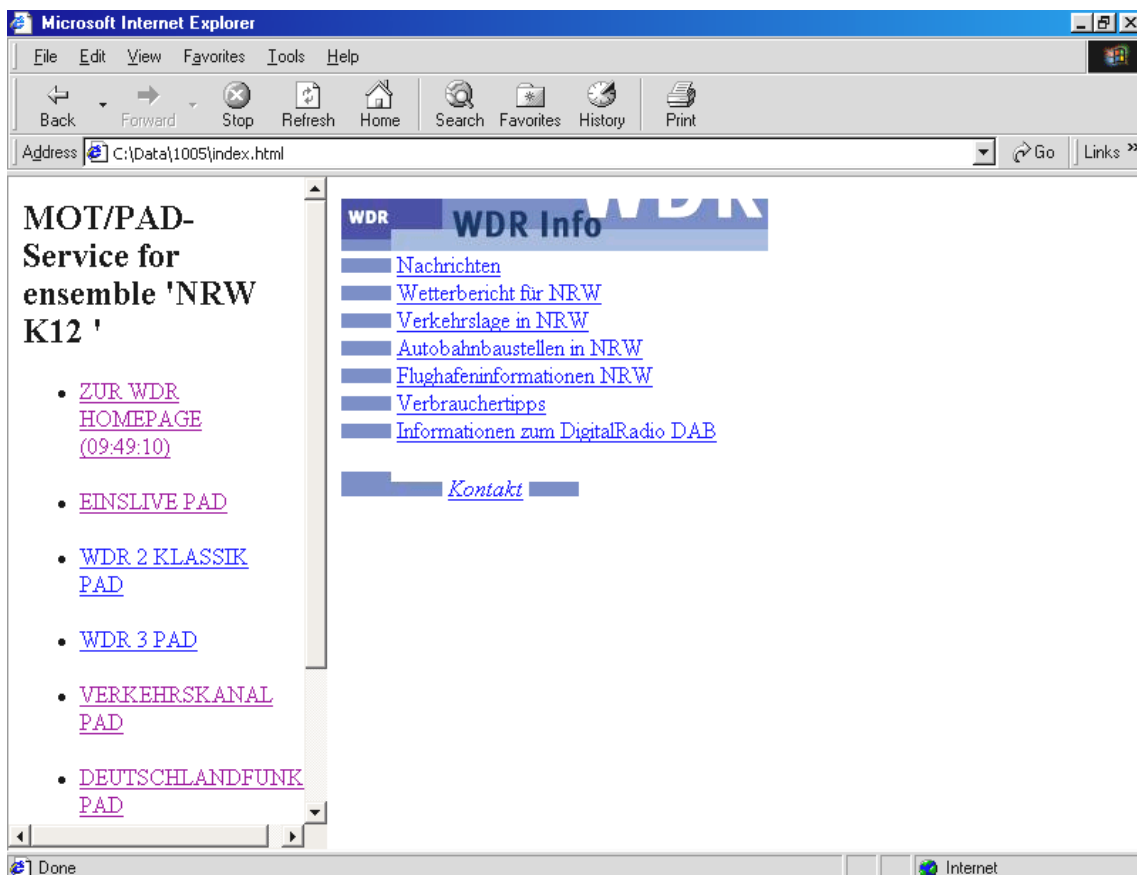 Microsoft Internet Explorer
File Edit View Favorites Tools Help
Back Forward Stop Refresh Home Search Favorites History Print
Address C:\Data\1005\index.html Go Links »
MOT/PAD-
Service for
ensemble 'NRW
K12 '
ZUR WDR
HOMEPAGE
(09:49:10)
EINSLIVE PAD
WDR 2 KLASSIK
PAD
WDR 3 PAD
VERKEHRSKANAL
PAD
DEUTSCHLANDFUNK
PAD
WDR
WDR
WDR Info
Nachrichten
Wetterbericht für NRW
Verkehrslage in NRW
Autobahnbaustellen in NRW
Flughafeninformationen NRW
Verbrauchertipps
Informationen zum DigitalRadio DAB
Kontakt
Done Internet